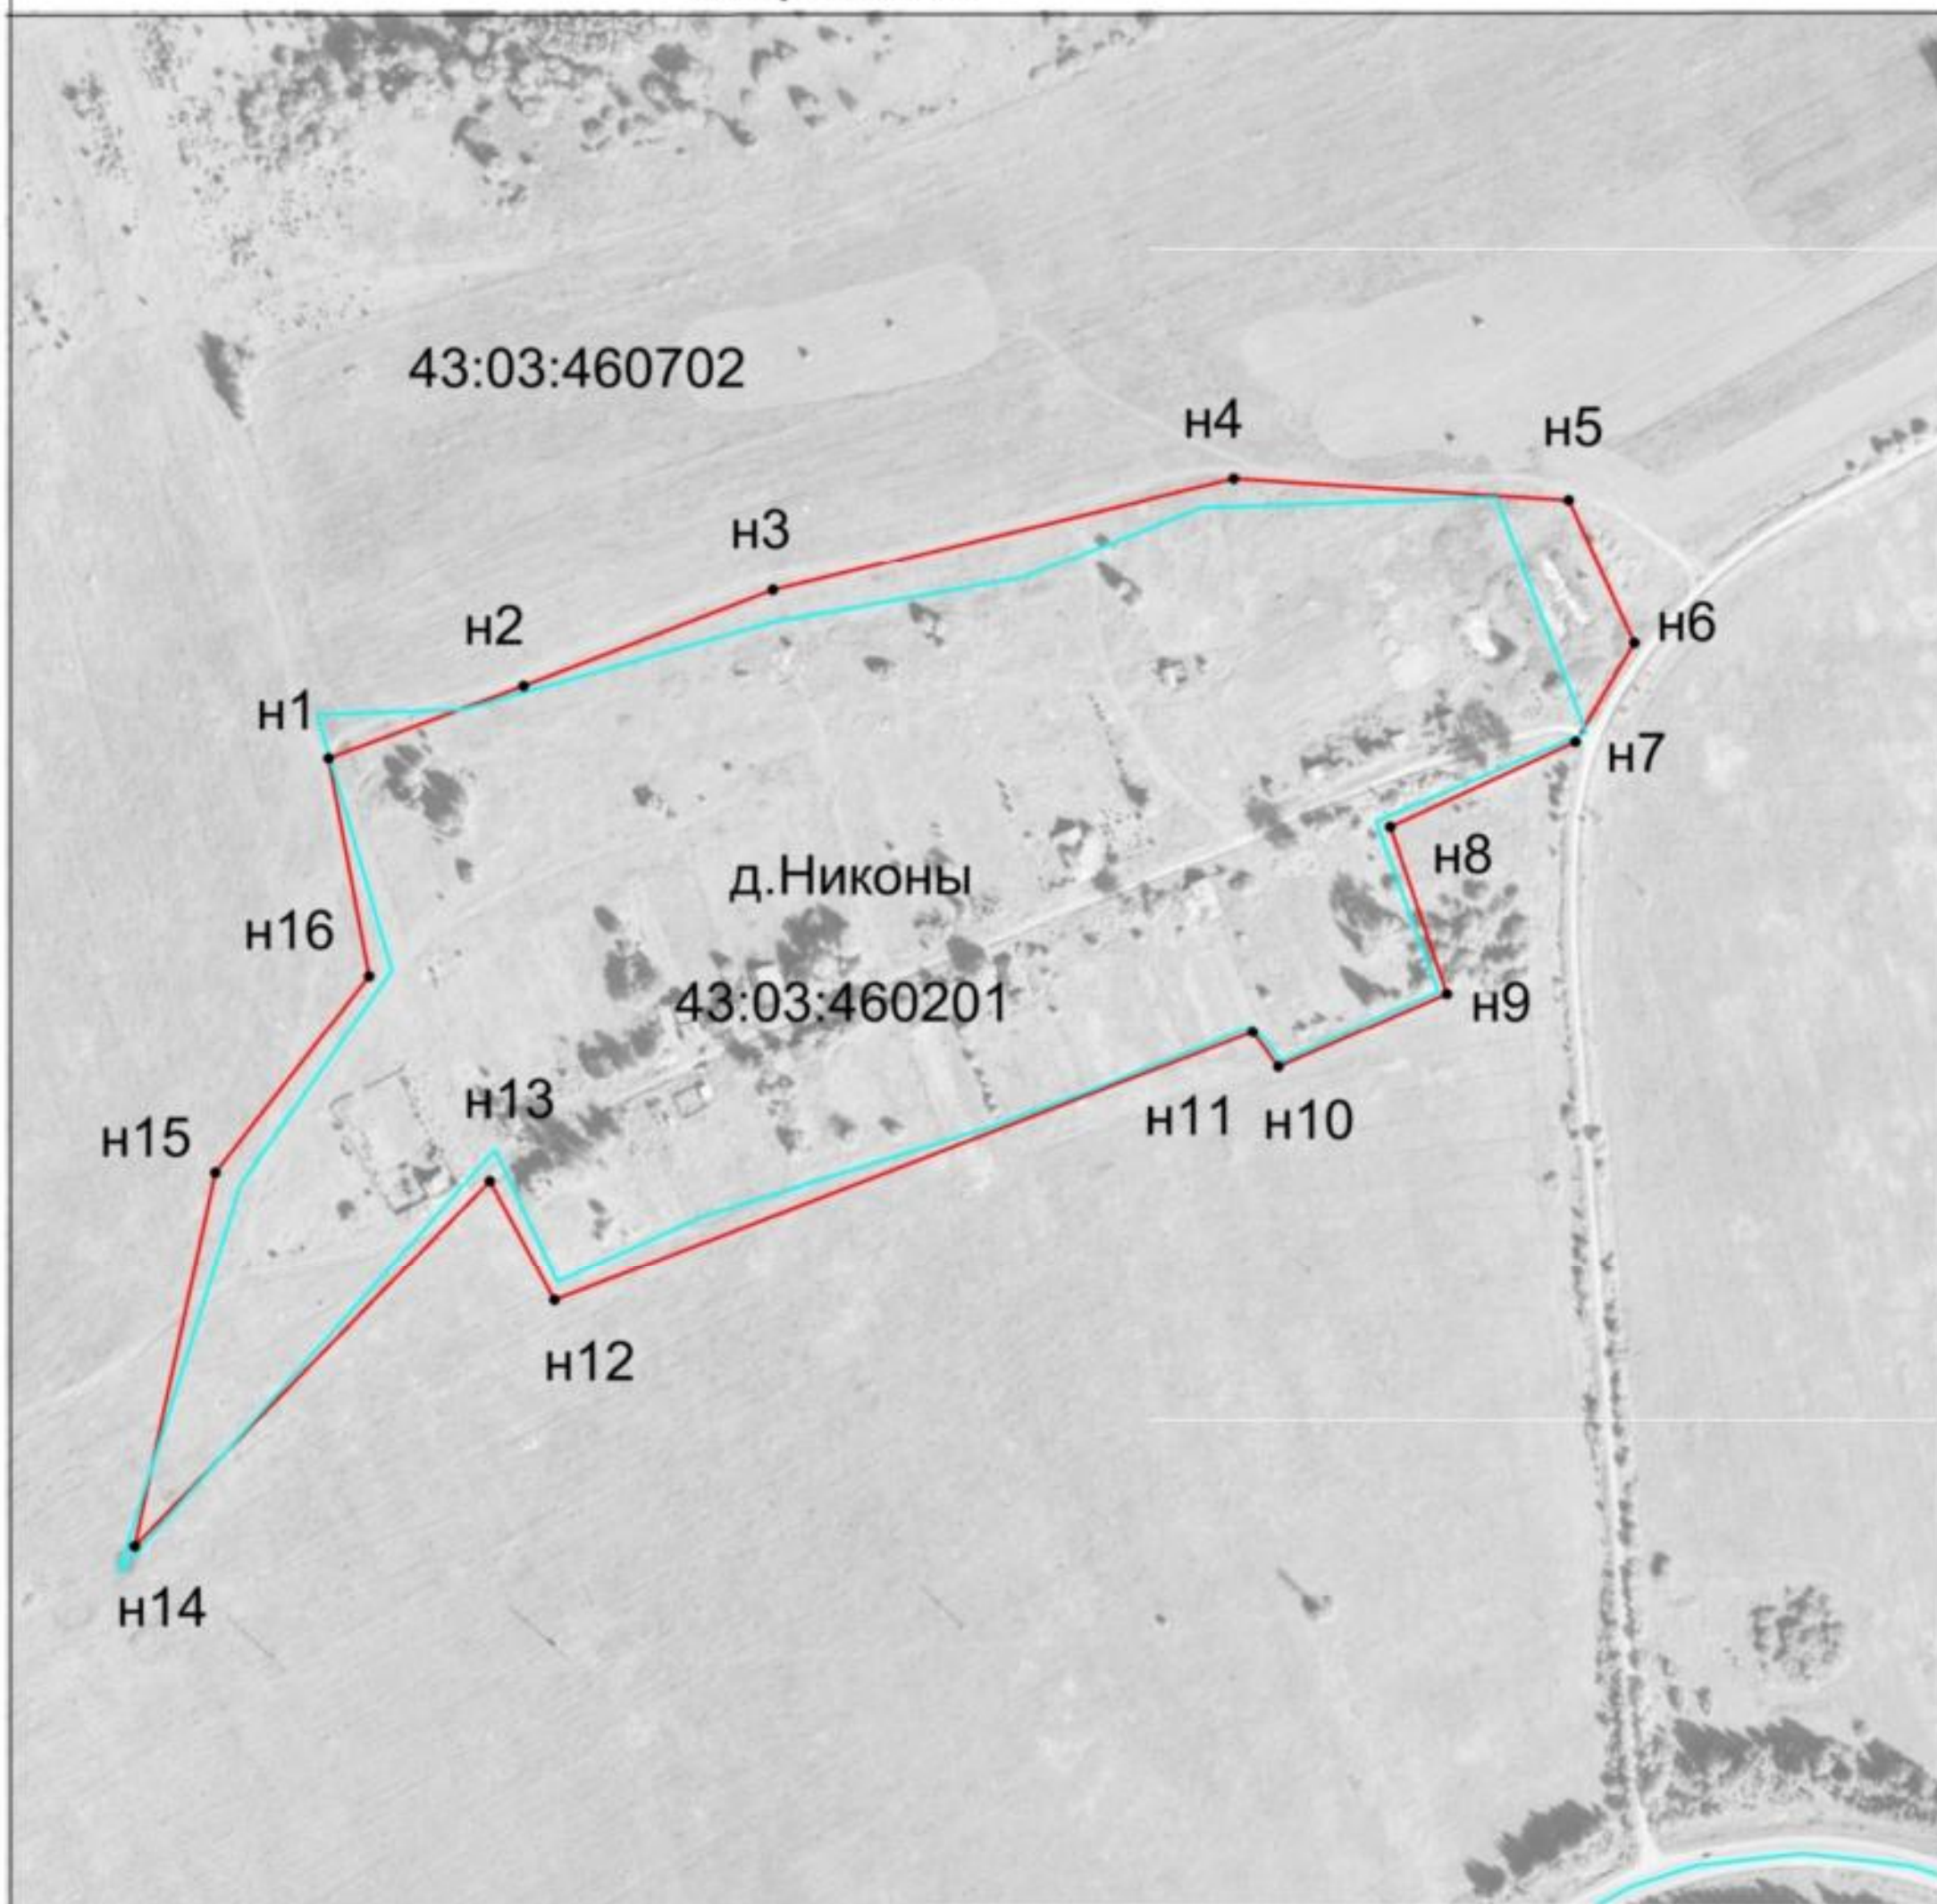 43:03:460702
н4
н5
н3
н2
н6
н1
н7
н8
д.Никоны
н16
43:03:460201
н9
н13
н11
н10
н15
н12
н14